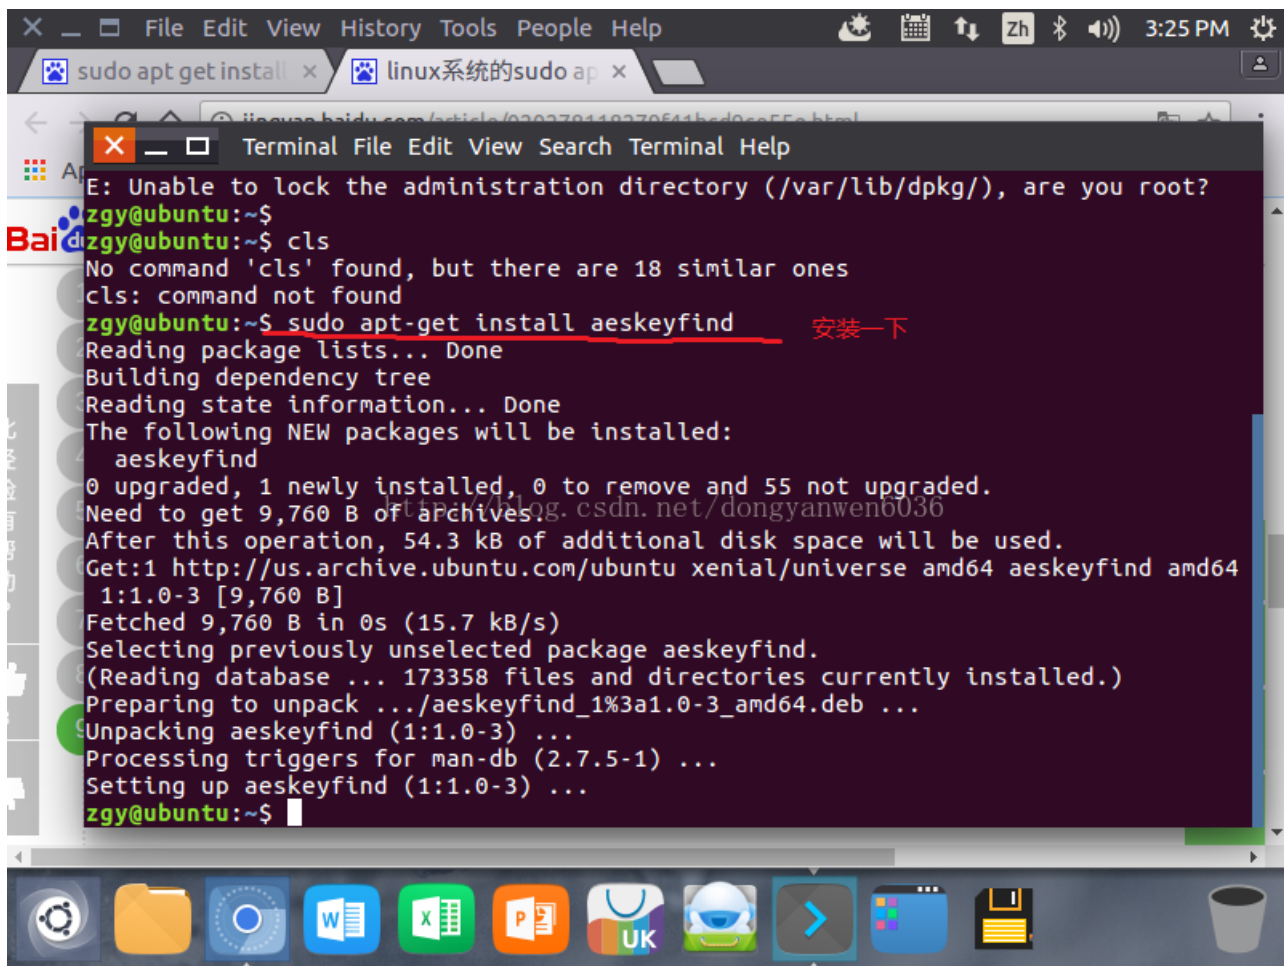 File Edit View History Tools People Help Zh 3:25 PM
sudo apt get install × linux系统的sudo ap ×
jingyan.baidu.com/article/
Terminal File Edit View Search Terminal Help
E: Unable to lock the administration directory (/var/lib/dpkg/), are you root?
zgy@ubuntu:~$
Bai du
zgy@ubuntu:~$ cls
No command 'cls' found, but there are 18 similar ones
cls: command not found
zgy@ubuntu:~$ sudo apt-get install aeskeyfind 安装一下
Reading package lists... Done
Building dependency tree
Reading state information... Done
The following NEW packages will be installed:
aeskeyfind
0 upgraded, 1 newly installed, 0 to remove and 55 not upgraded.
http://blog.csdn.net/dongyanwen6036
Need to get 9,760 B of archives.
After this operation, 54.3 kB of additional disk space will be used.
Get:1 http://us.archive.ubuntu.com/ubuntu xenial/universe amd64 aeskeyfind amd64
1:1.0-3 [9,760 B]
Fetched 9,760 B in 0s (15.7 kB/s)
Selecting previously unselected package aeskeyfind.
(Reading database ... 173358 files and directories currently installed.)
Preparing to unpack .../aeskeyfind_1%3a1.0-3_amd64.deb ...
Unpacking aeskeyfind (1:1.0-3) ...
Processing triggers for man-db (2.7.5-1) ...
Setting up aeskeyfind (1:1.0-3) ...
zgy@ubuntu:~$
W X P UK